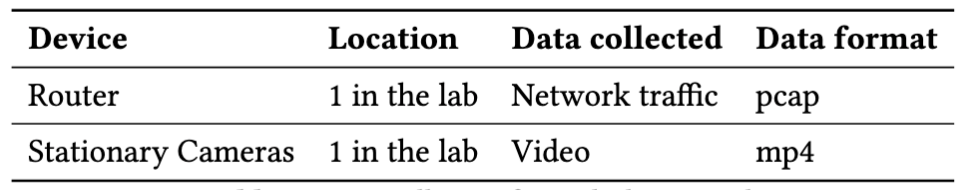 Device Location Data collected Data format
Router 1 in the lab Network traffic pcap
Stationary Cameras 1 in the lab Video mp4